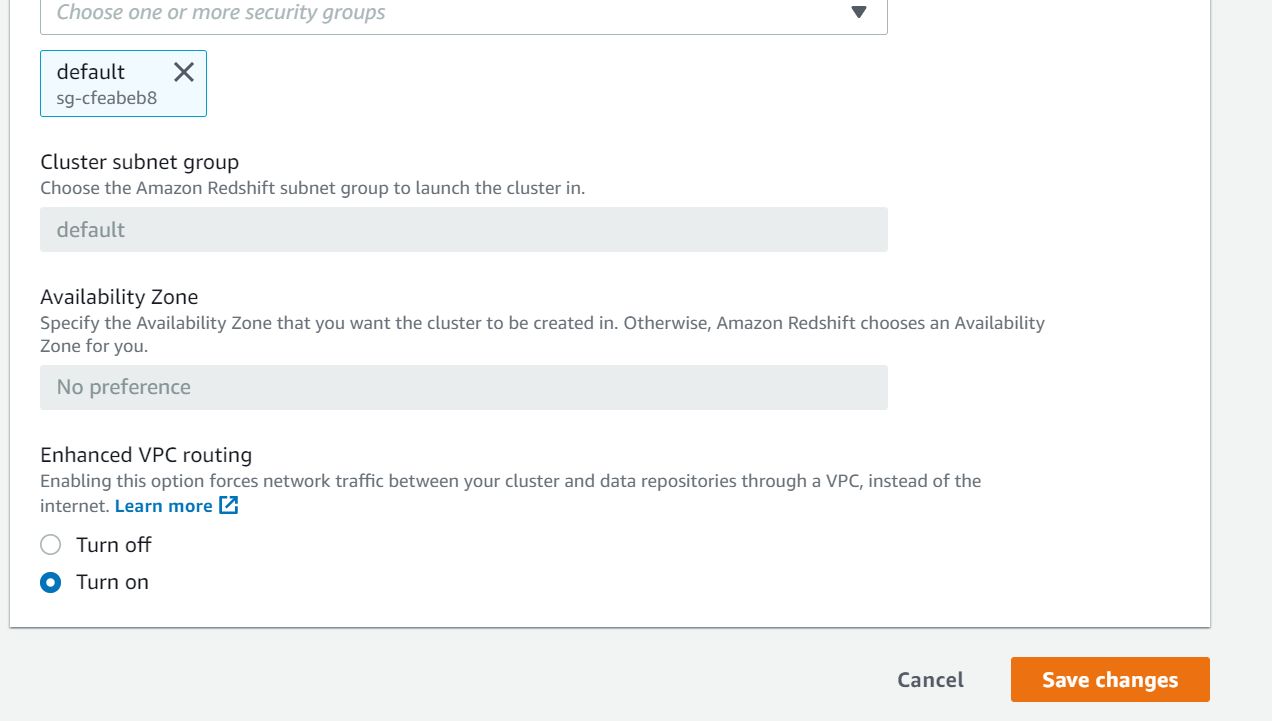 Choose one or more security groups
default
sg-cfeabeb8
Cluster subnet group
Choose the Amazon Redshift subnet group to launch the cluster in.
default
Availability Zone
Specify the Availability Zone that you want the cluster to be created in. Otherwise, Amazon Redshift chooses an Availability
Zone for you.
No preference
Enhanced VPC routing
Enabling this option forces network traffic between your cluster and data repositories through a VPC, instead of the
internet. Learn more
Turn off
Turn on
Cancel
Save changes